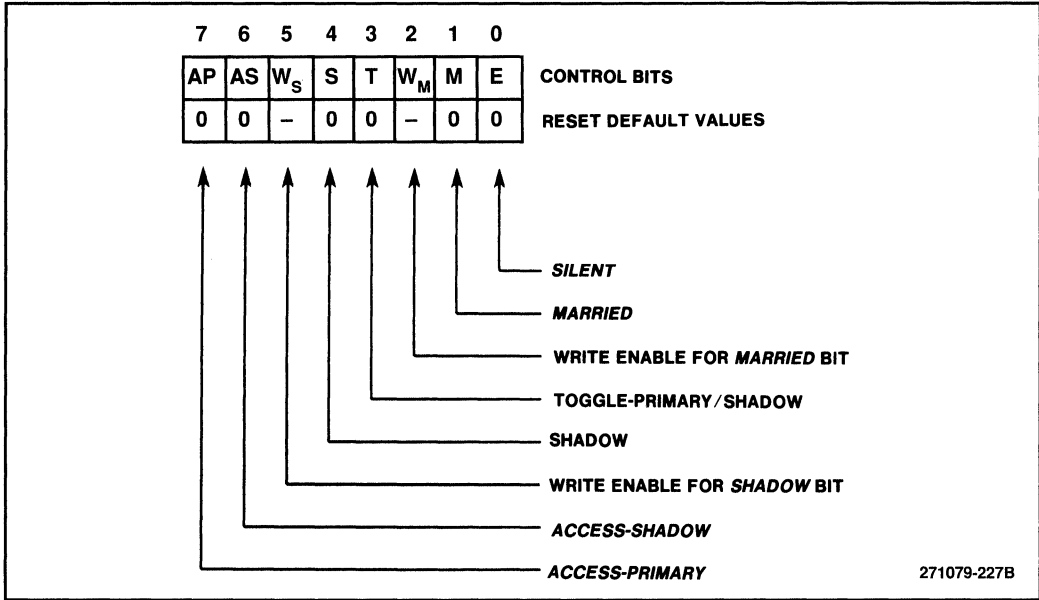 7 6 5 4 3 2 1 0
AP AS WS S T WM M E CONTROL BITS
0 0 – 0 0 – 0 0 RESET DEFAULT VALUES
SILENT
MARRIED
WRITE ENABLE FOR MARRIED BIT
TOGGLE-PRIMARY/SHADOW
SHADOW
WRITE ENABLE FOR SHADOW BIT
ACCESS-SHADOW
ACCESS-PRIMARY
271079-227B